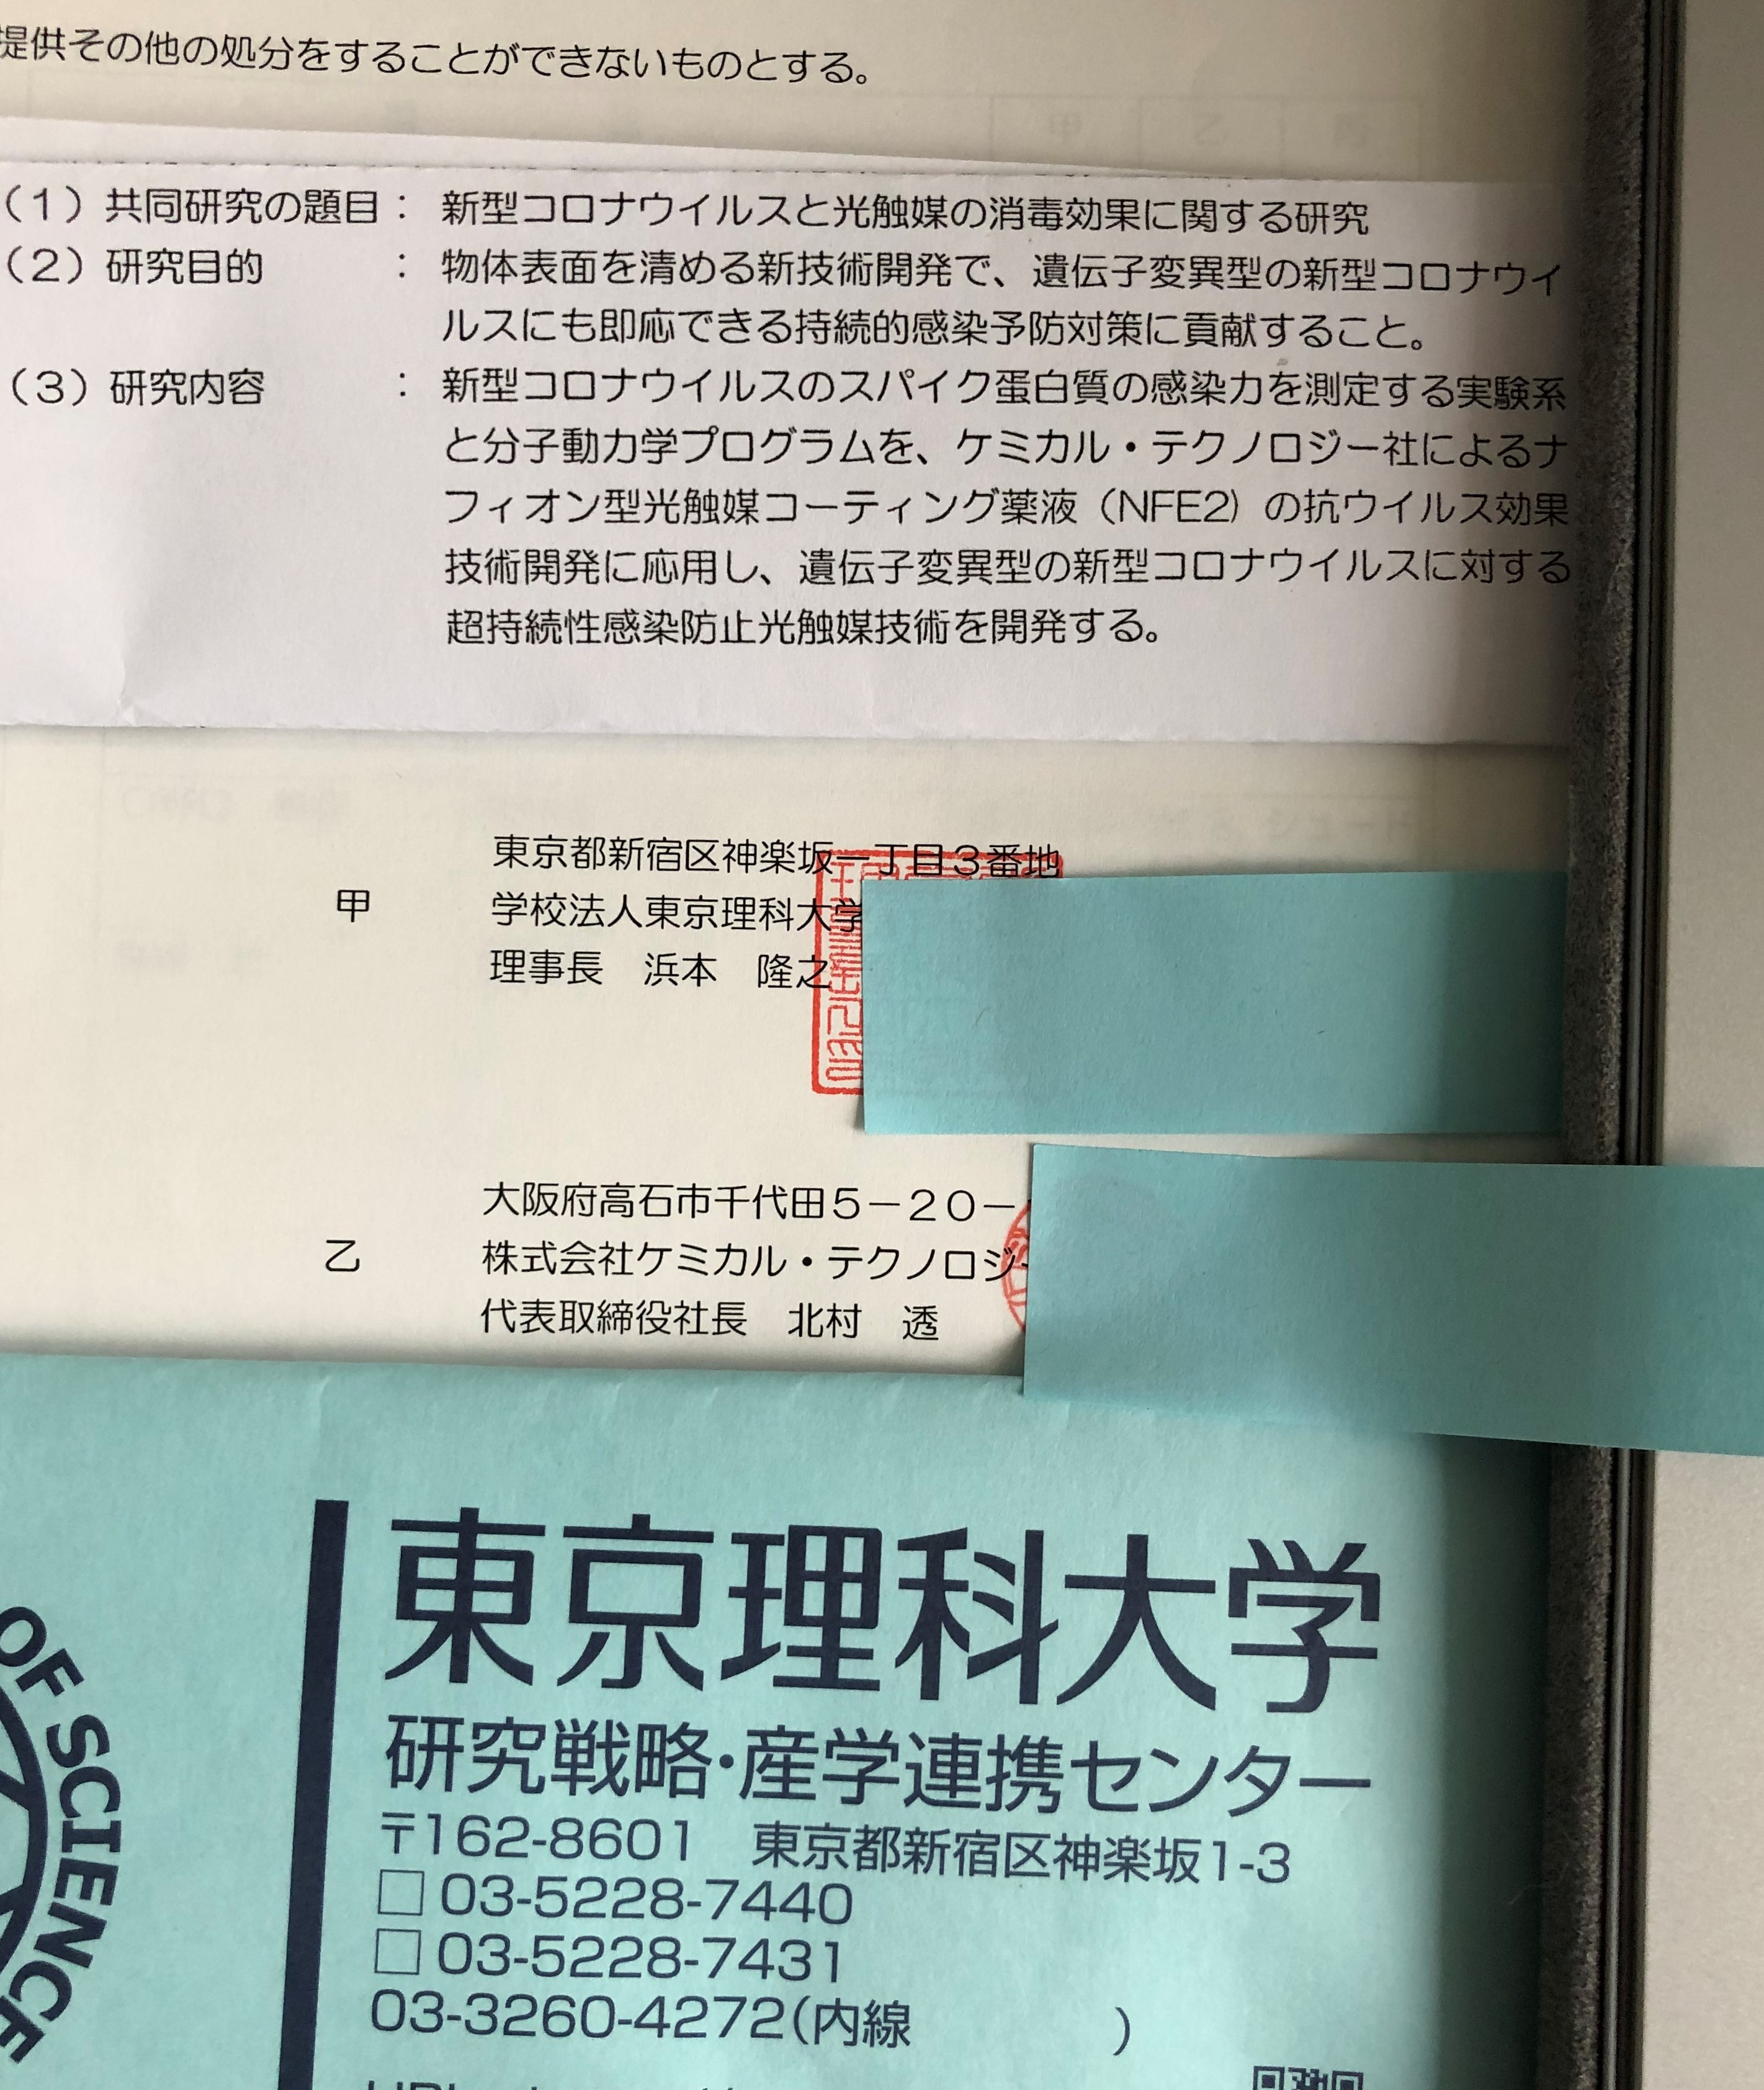 提供その他の処分をすることができないものとする。
（1）共同研究の題目： 新型コロナウイルスと光触媒の消毒効果に関する研究
（2）研究目的 ： 物体表面を清める新技術開発で、遺伝子変異型の新型コロナウイ
ルスにも即応できる持続的感染予防対策に貢献すること。
（3）研究内容 ： 新型コロナウイルスのスパイク蛋白質の感染力を測定する実験系
と分子動力学プログラムを、ケミカル・テクノロジー社によるナ
フィオン型光触媒コーティング薬液（NFE2）の抗ウイルス効果
技術開発に応用し、遺伝子変異型の新型コロナウイルスに対する
超持続性感染防止光触媒技術を開発する。
東京都新宿区神楽坂一丁目３番地
甲 学校法人東京理科大学
理事長 浜本 隆之
大阪府高石市千代田５－２０－
乙 株式会社ケミカル・テクノロジ
代表取締役社長 北村 透
OF SCIENCE
東京理科大学
研究戦略・産学連携センター
〒162-8601 東京都新宿区神楽坂1-3
□ 03-5228-7440
□ 03-5228-7431
03-3260-4272(内線 )